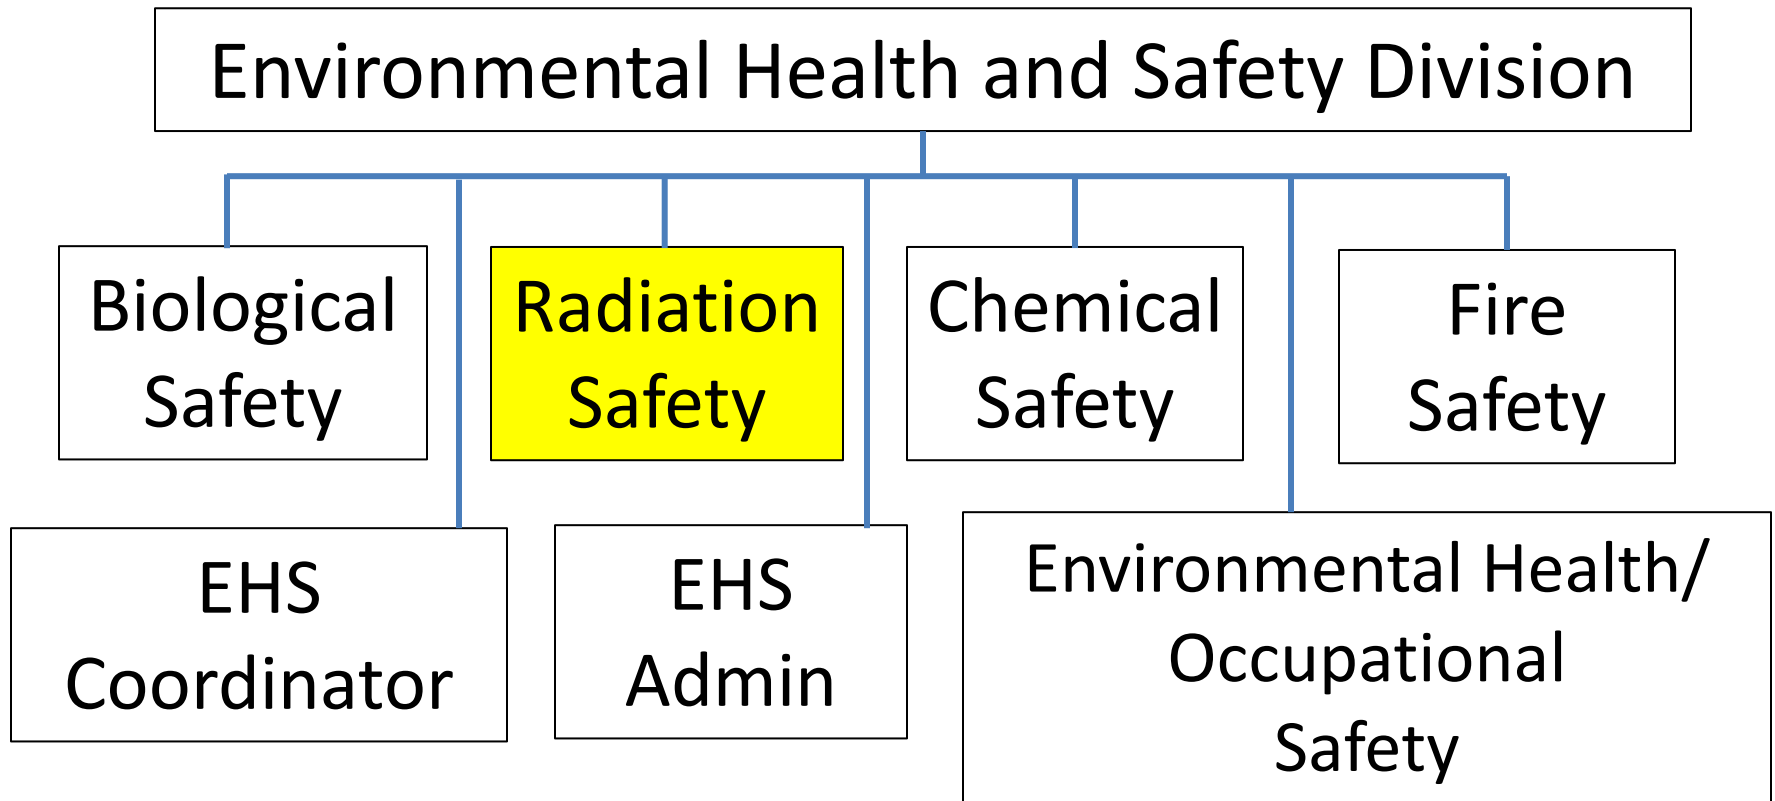 Environmental Health and Safety Division
Biological
Safety
Radiation
Safety
Chemical
Safety
Fire
Safety
EHS
Coordinator
EHS
Admin
Environmental Health/
Occupational
Safety